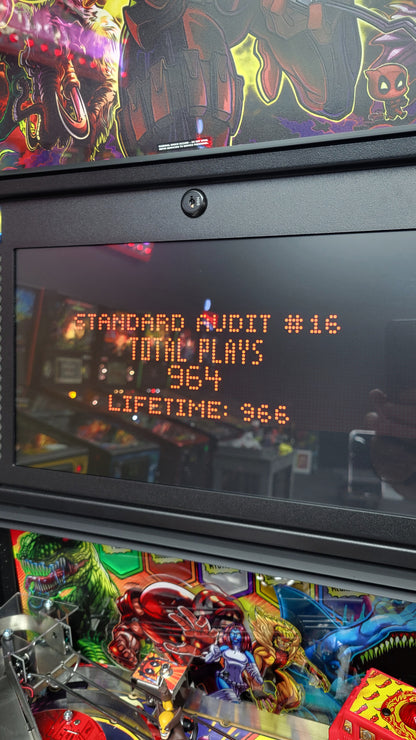 STANDARD AUDIT #16
TOTAL PLAYS
964
LIFETIME: 966